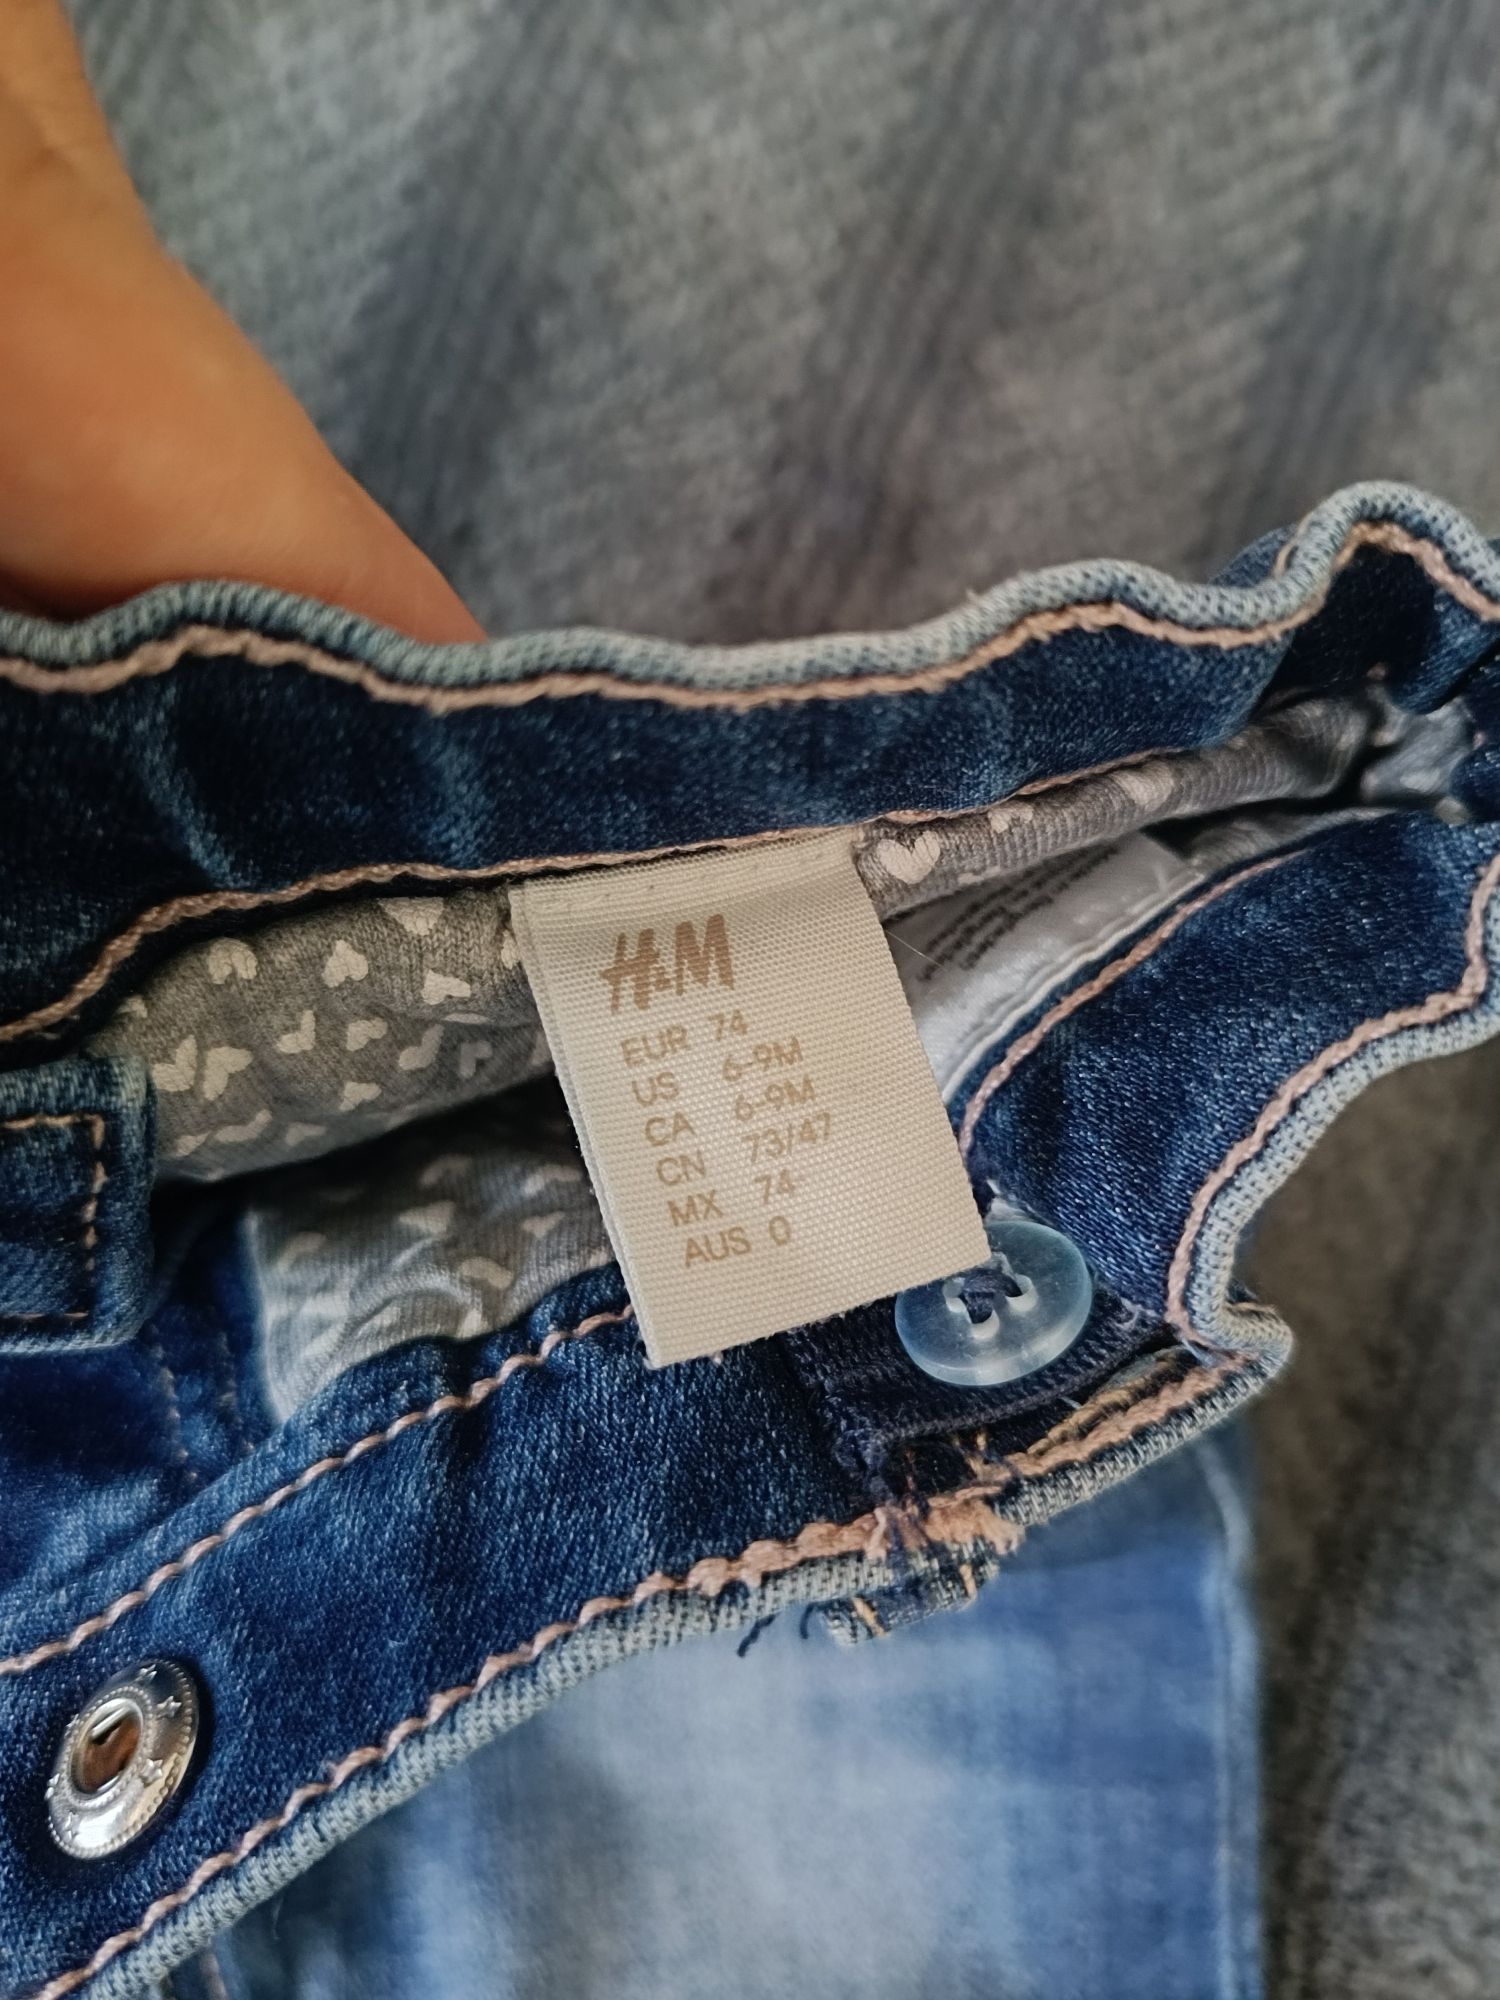 H&M
EUR 74
US 6-9M
CA 6-9M
CN 73/47
MX 74
AUS 0